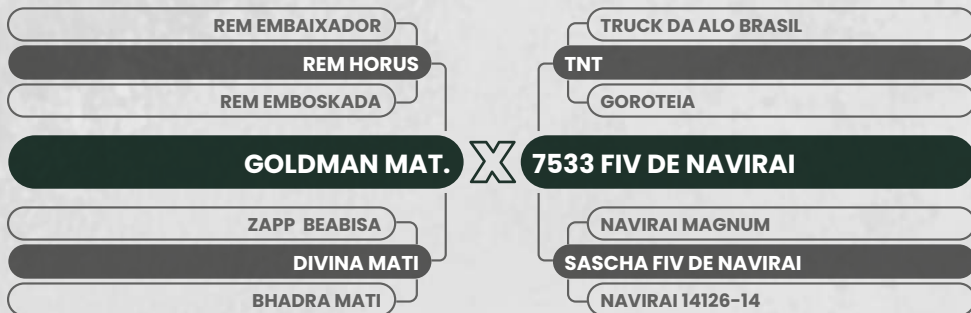 REM EMBAIXADOR
REM HORUS
REM EMBOSKADA
GOLDMAN MAT.
ZAPP BEABISA
DIVINA MATI
BHADRA MATI
X
TRUCK DA ALO BRASIL
TNT
GOROTEIA
7533 FIV DE NAVIRAI
NAVIRAI MAGNUM
SASCHA FIV DE NAVIRAI
NAVIRAI 14126-14